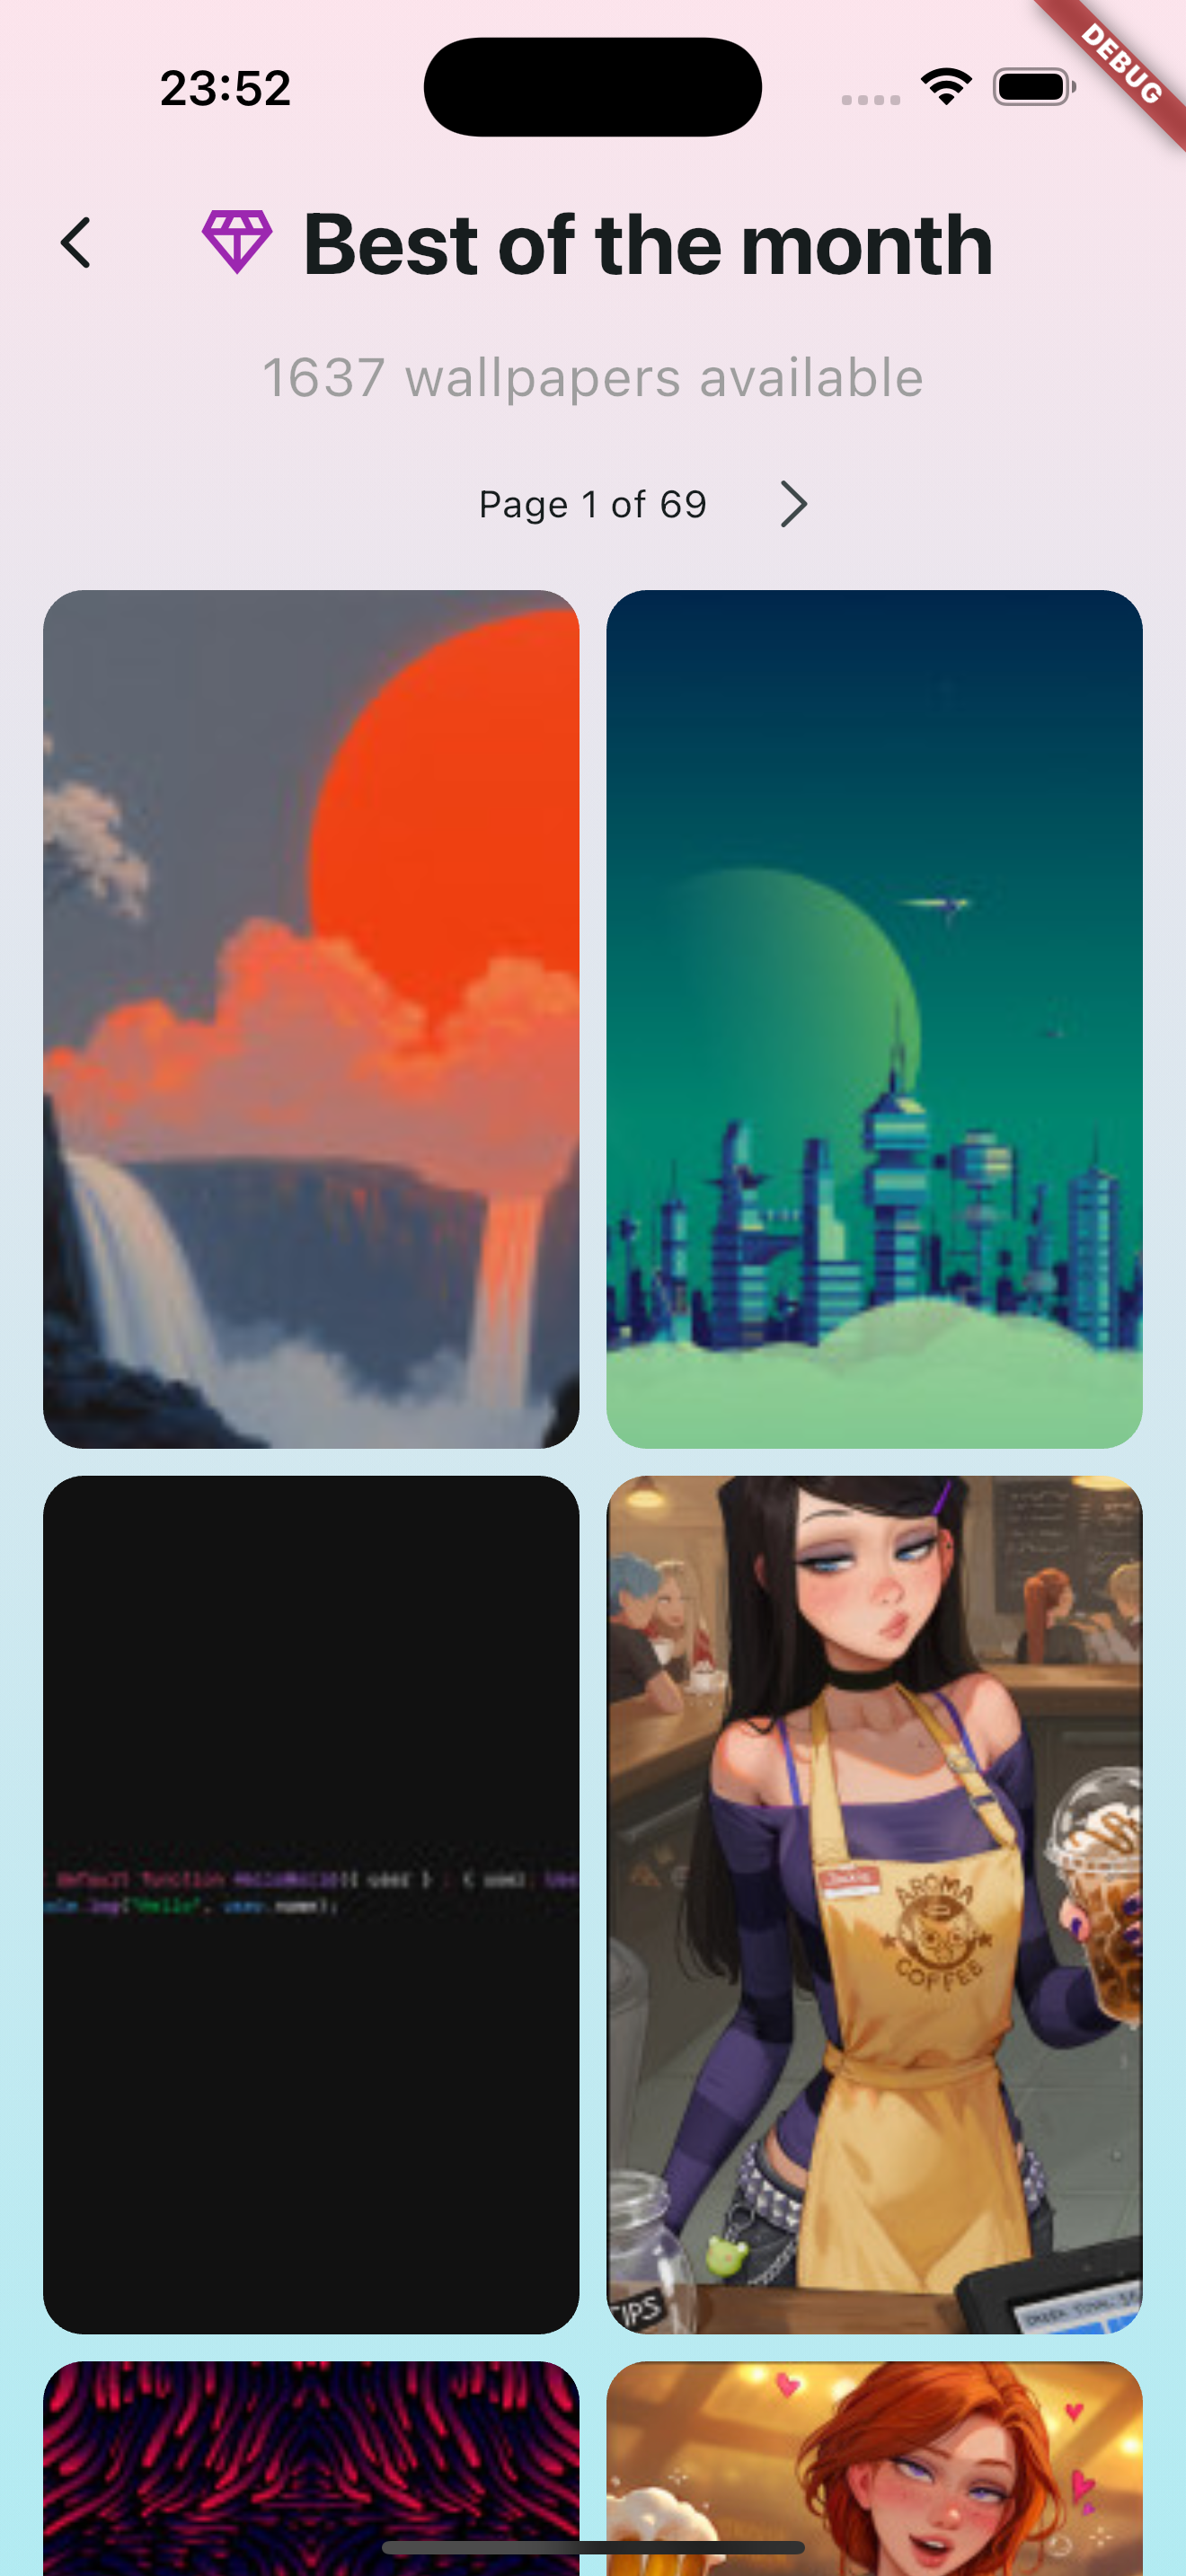 23:52
DEBUG
Best of the month
1637 wallpapers available
Page 1 of 69
default function HelloWorld({ user } : { user:
console.log("Hello", user.name);
AROMA
COFFEE
TIPS